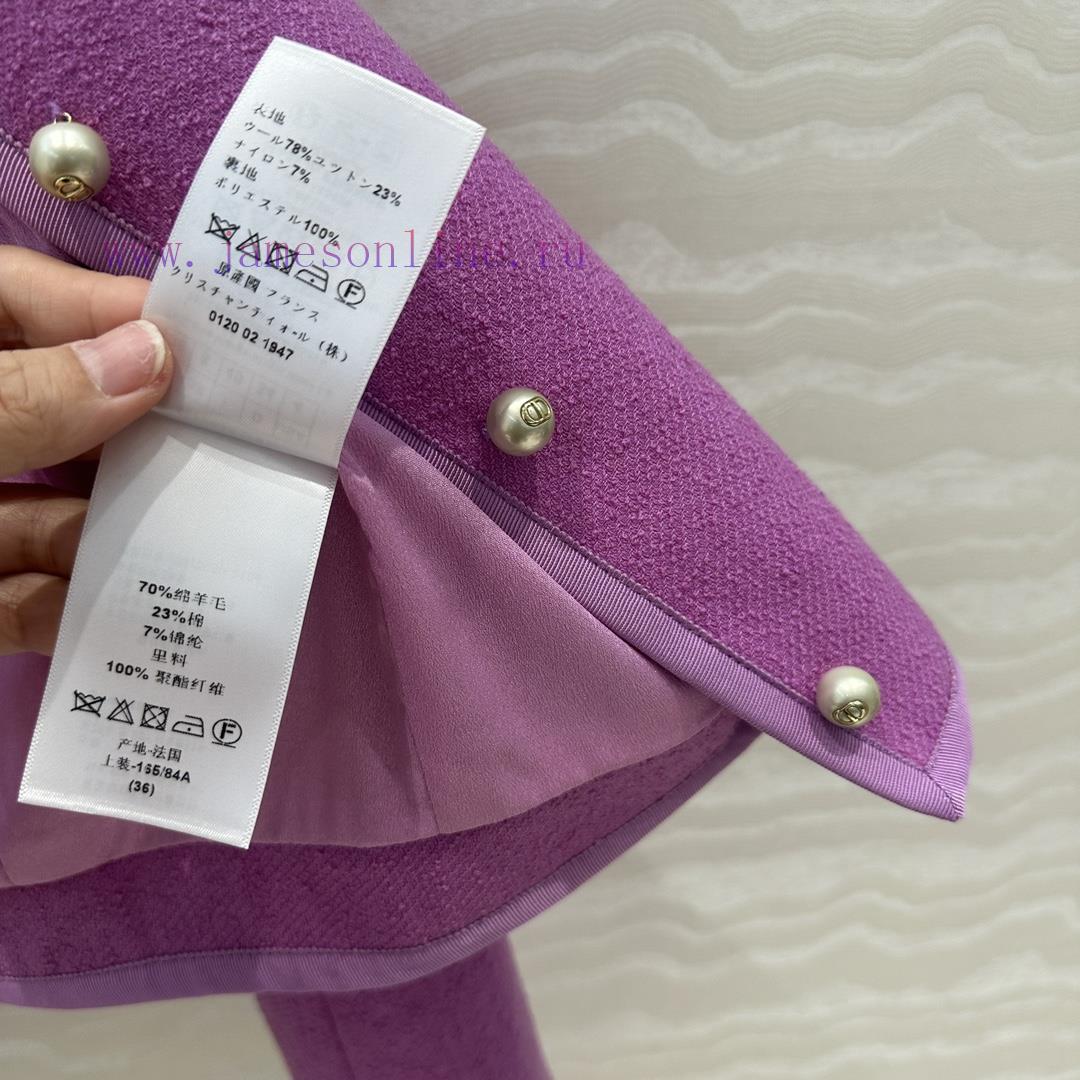 表地
ウール78%ユットン23%
ナイロン7%
裏地
ポリエステル100%
www.jamesonline.ru
F
原産國 フランス
クリスチャンディオール (株)
0120 02 1947
70%绵羊毛
23%棉
7%锦纶
里料
100% 聚酯纤维
F
产地-法国
上装-165/84A
(36)